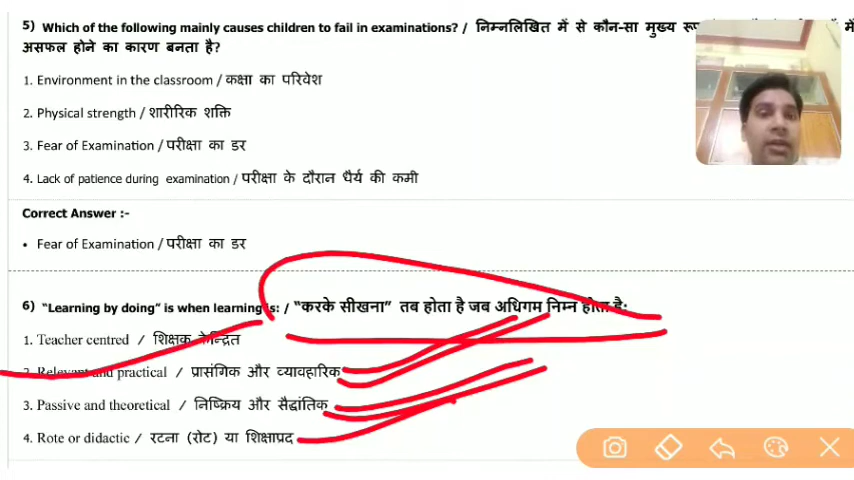 5) Which of the following mainly causes children to fail in examinations? / निम्नलिखित में से कौन-सा मुख्य में
असफल होने का कारण बनता है?
1. Environment in the classroom / कक्षा का परिवेश
2. Physical strength / शारीरिक शक्ति
3. Fear of Examination / परीक्षा का डर
4. Lack of patience during examination / परीक्षा के दौरान धैर्य की कमी
Correct Answer :-
• Fear of Examination / परीक्षा का डर
6) “Learning by doing” is when learning is: / “करके सीखना” तब होता है जब अधिगम निम्न होता है:
1. Teacher centred / शिक्षक केन्द्रित
2. Relevant and practical / प्रासंगिक और व्यावहारिक
3. Passive and theoretical / निष्क्रिय और सैद्धांतिक
4. Rote or didactic / रटना (रोट) या शिक्षाप्रद